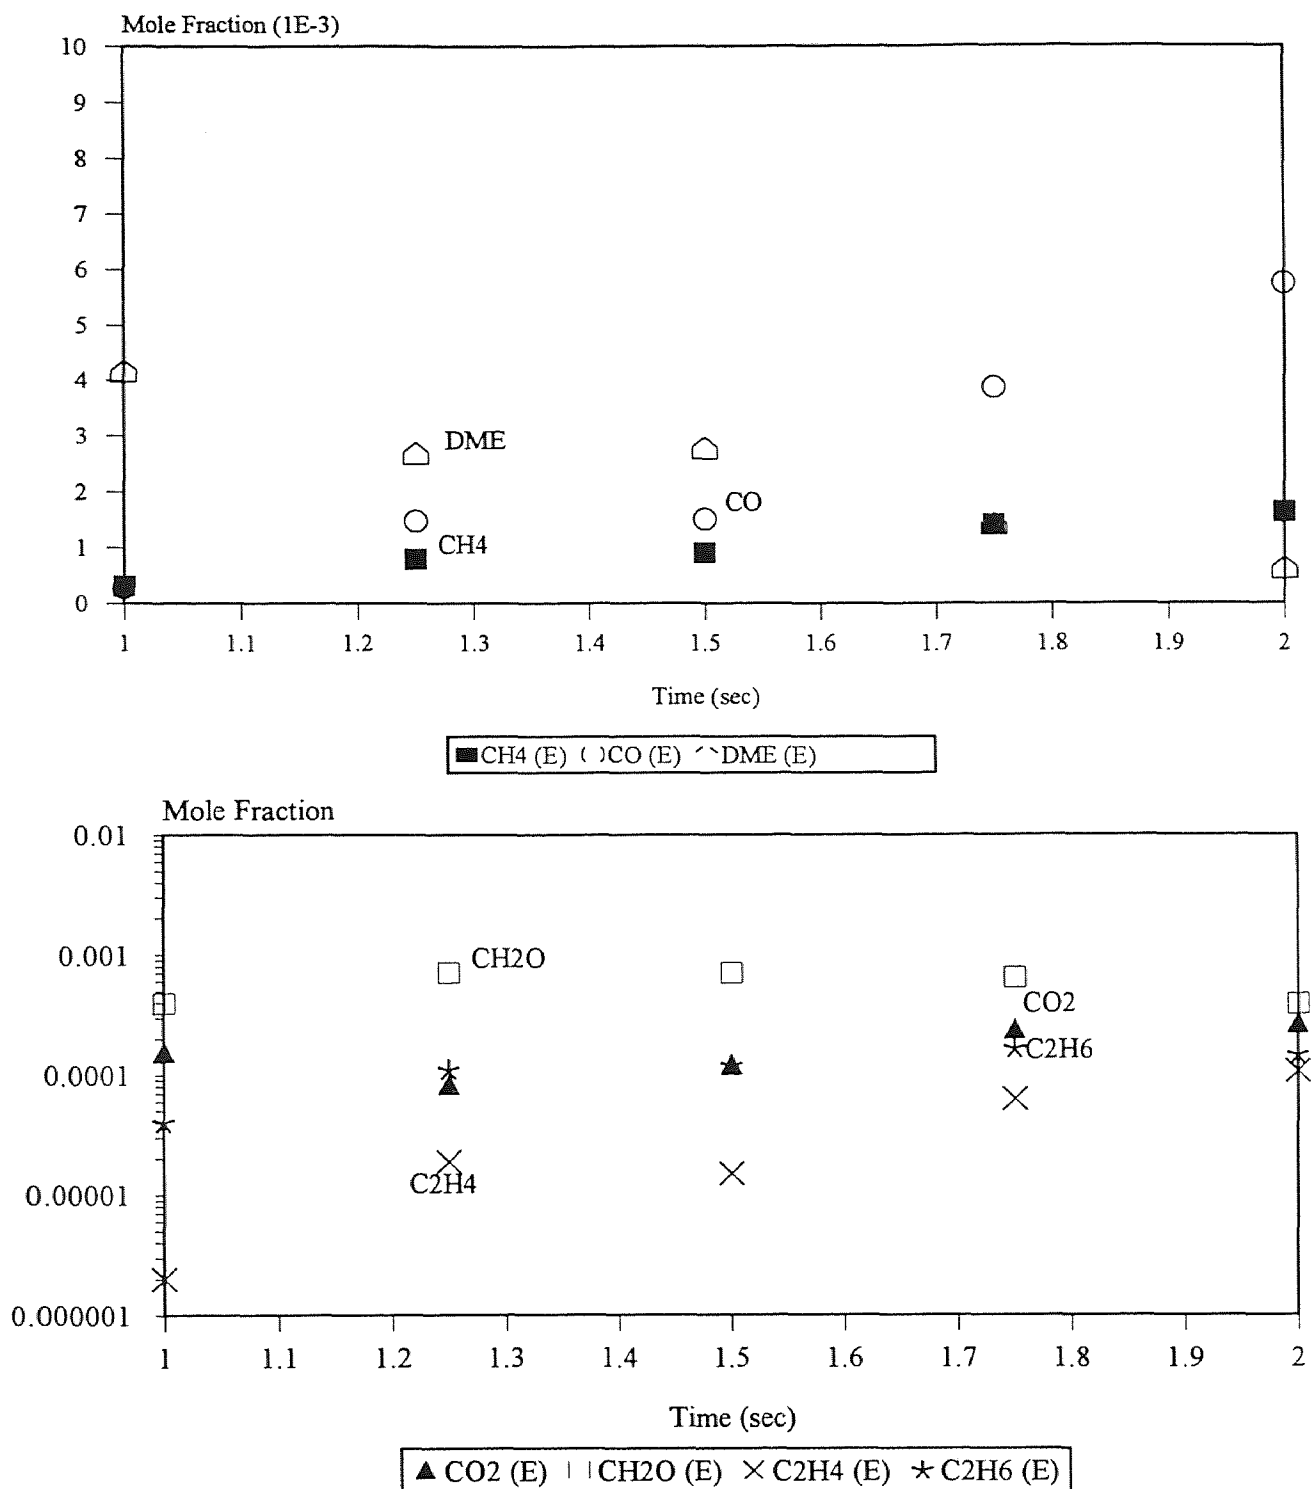 Mole Fraction (1E-3)
10
9
8
7
6
5
4
3
2
1
0
DME
CO
CH4
1 1.1 1.2 1.3 1.4 1.5 1.6 1.7 1.8 1.9 2
Time (sec)
CH4 (E) CO (E) DME (E)
Mole Fraction
0.01
0.001
0.0001
0.00001
0.000001
CH2O
CO2
C2H6
C2H4
1 1.1 1.2 1.3 1.4 1.5 1.6 1.7 1.8 1.9 2
Time (sec)
CO2 (E) CH2O (E) C2H4 (E) C2H6 (E)